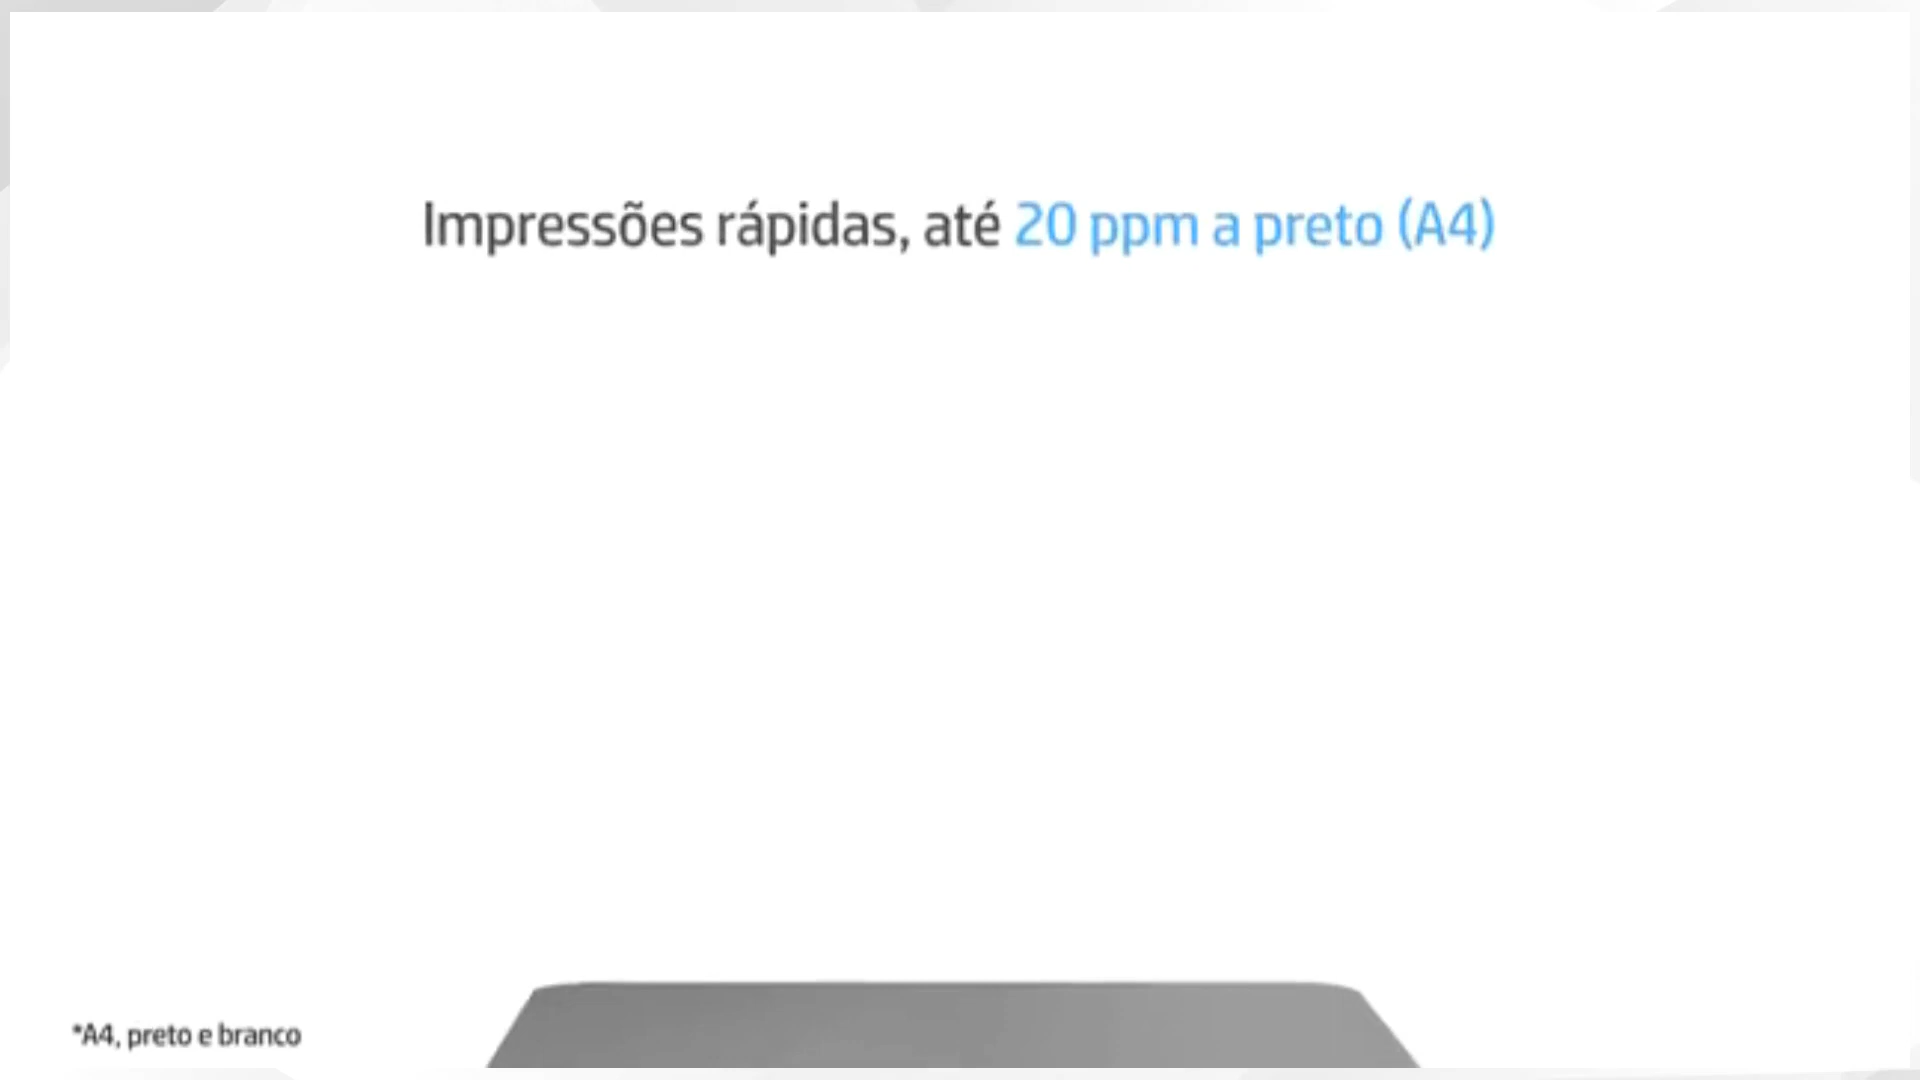 Impressões rápidas, até 20 ppm a preto (A4)
*A4, preto e branco